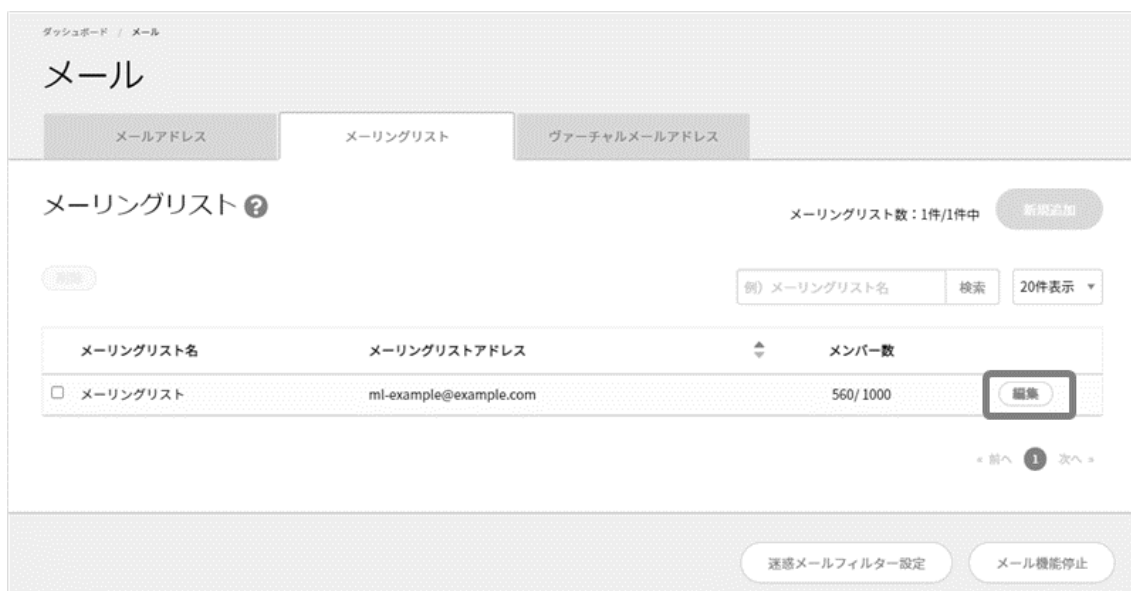 ダッシュボード / メール
メール
メールアドレス メーリングリスト ヴァーチャルメールアドレス
メーリングリスト ?
メーリングリスト数：1件/1件中 新規追加
削除
例）メーリングリスト名 検索 20件表示
メーリングリスト名 メーリングリストアドレス メンバー数
メーリングリスト ml-example@example.com 560/ 1000 編集
« 前へ 1 次へ »
迷惑メールフィルター設定 メール機能停止